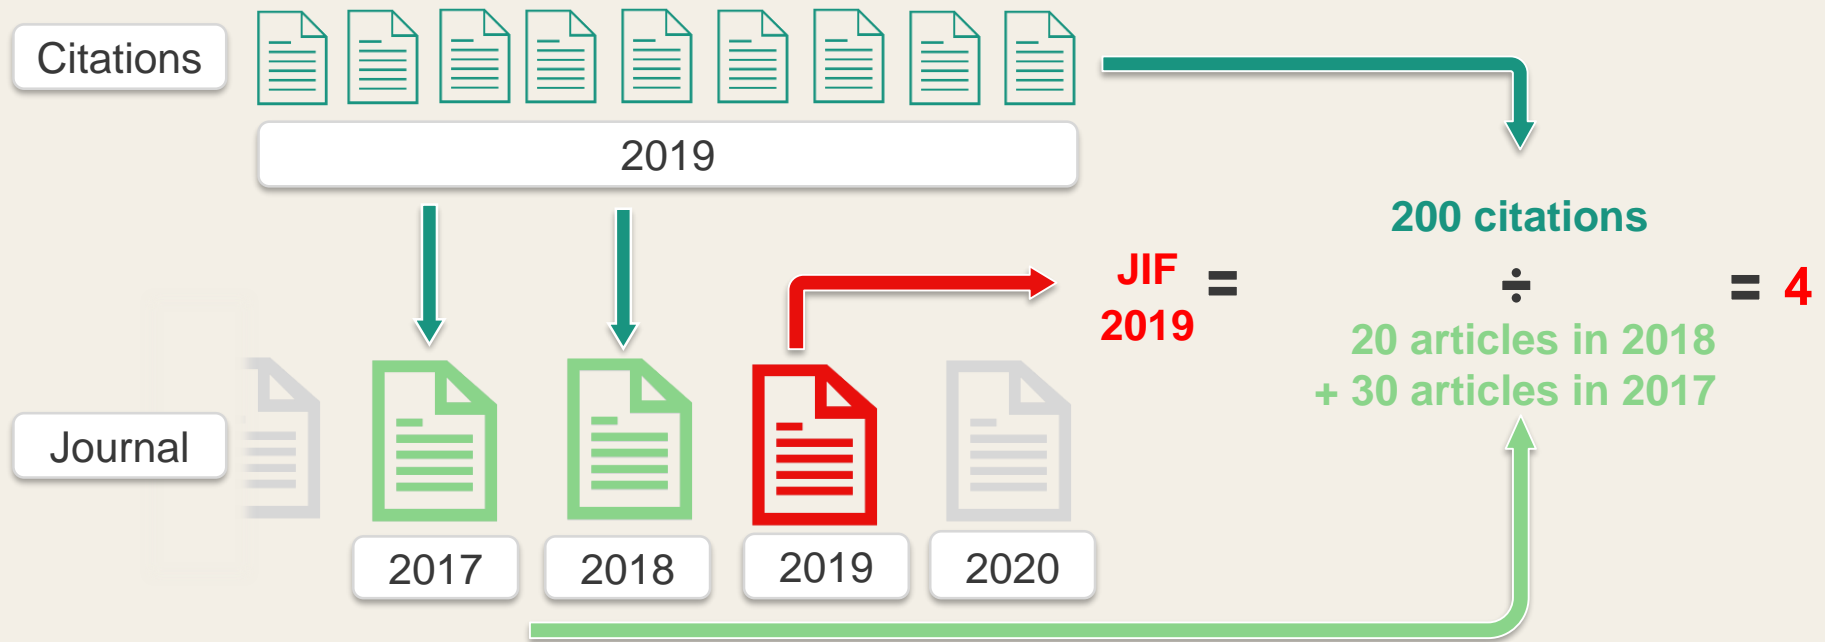 Citations
2019
200 citations
JIF
2019
=
÷
= 4
20 articles in 2018
+ 30 articles in 2017
Journal
2017
2018
2019
2020